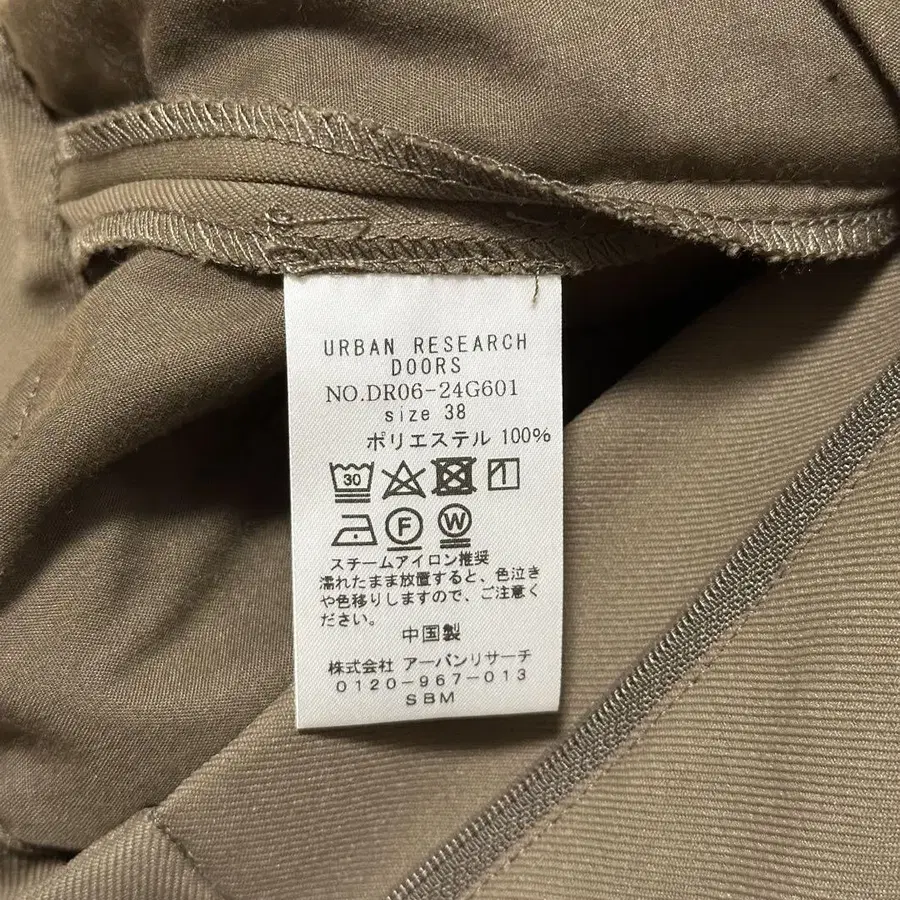 URBAN RESEARCH
DOORS
NO.DR06-24G601
size 38
ポリエステル 100%
30
F W
スチームアイロン推奨
濡れたまま放置すると、色泣き
や色移りしますので、ご注意く
ださい。
中国製
株式会社 アーバンリサーチ
0120-967-013
SBM